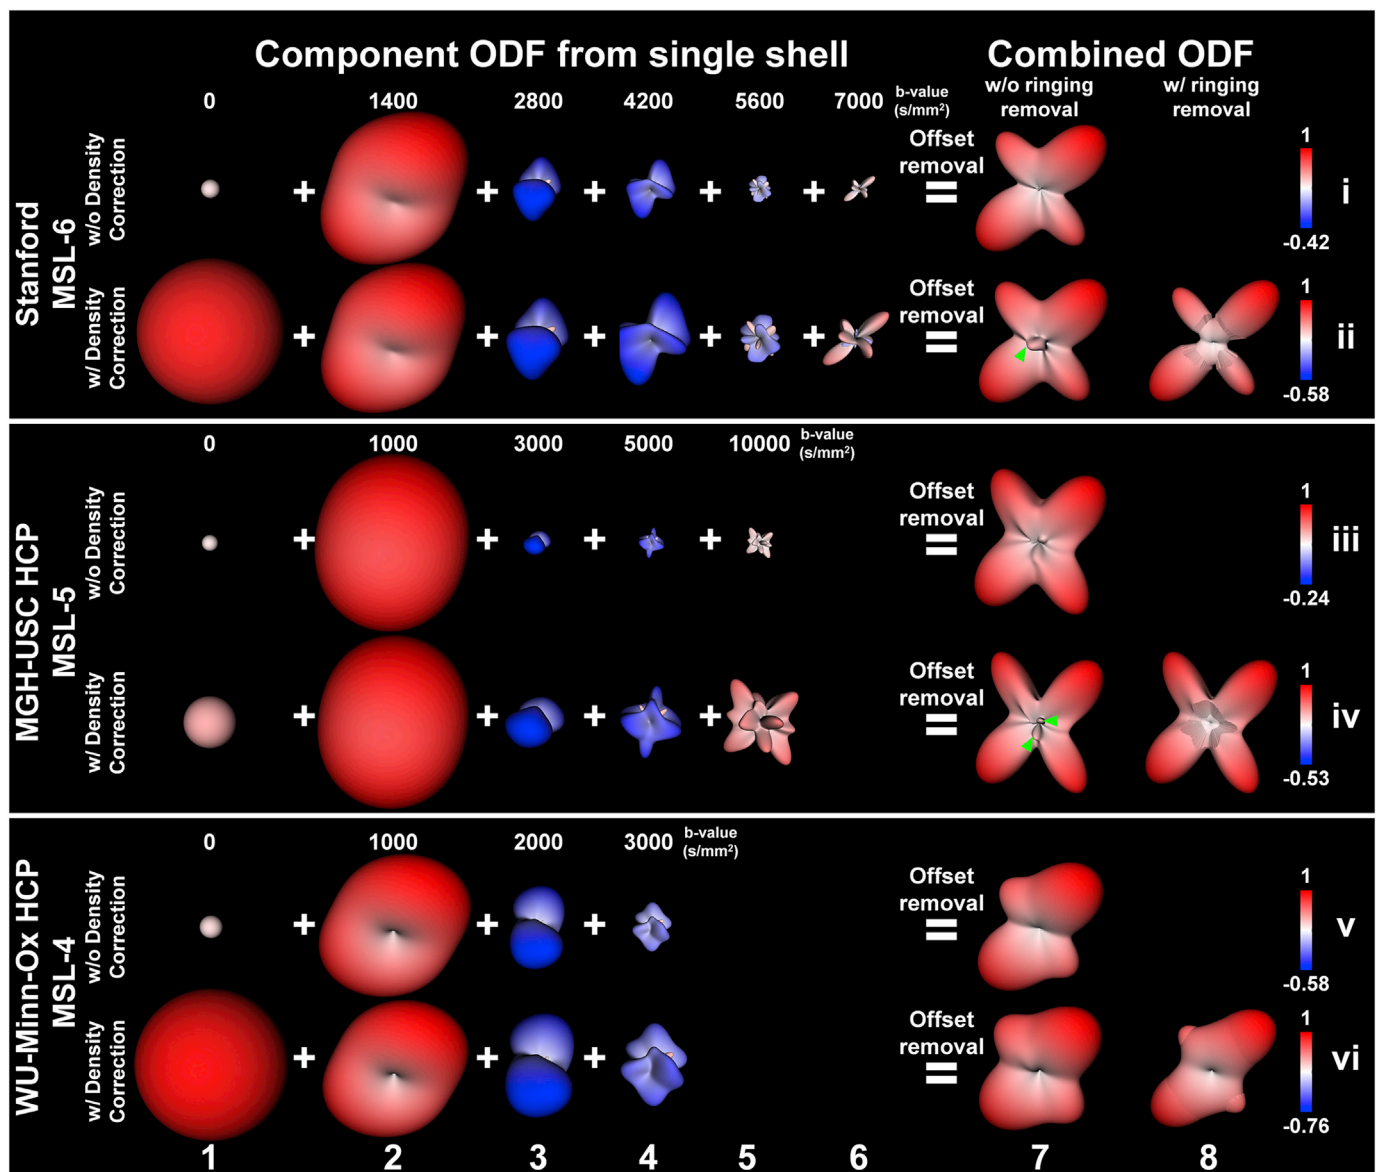 Component ODF from single shell
Combined ODF
w/o ringing
removal
w/ ringing
removal
0
1400
2800
4200
5600
7000
b-value
(s/mm²)
Stanford
MSL-6
w/o Density
Correction
+
+
+
+
+
Offset
removal
=
1
-0.42
i
w/ Density
Correction
+
+
+
+
+
Offset
removal
=
1
-0.58
ii
0
1000
3000
5000
10000
b-value
(s/mm²)
MGH-USC HCP
MSL-5
w/o Density
Correction
+
+
+
+
Offset
removal
=
1
-0.24
iii
w/ Density
Correction
+
+
+
+
Offset
removal
=
1
-0.53
iv
0
1000
2000
3000
b-value
(s/mm²)
WU-Minn-Ox HCP
MSL-4
w/o Density
Correction
+
+
+
Offset
removal
=
1
-0.58
v
w/ Density
Correction
+
+
+
Offset
removal
=
1
-0.76
vi
1
2
3
4
5
6
7
8